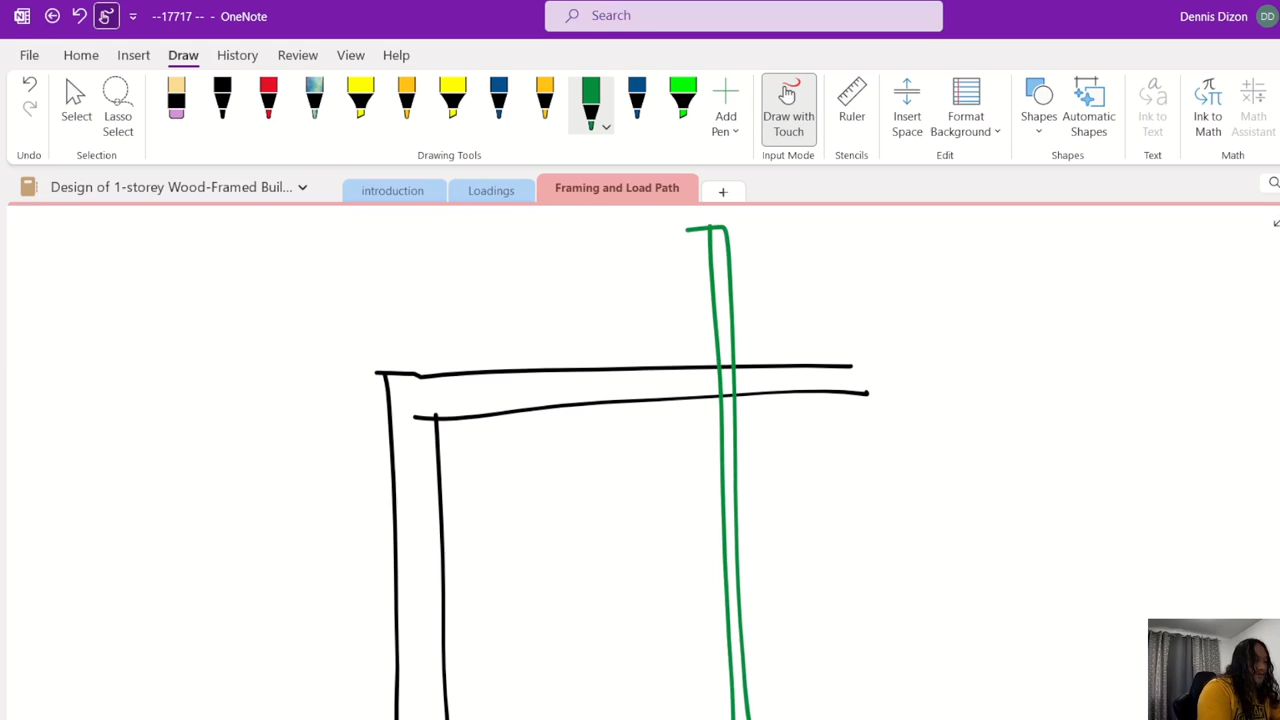 --17717 -- - OneNote
Search
Dennis Dizon
DD
File
Home
Insert
Draw
History
Review
View
Help
Undo
Select
Lasso Select
Selection
Drawing Tools
Add Pen
Draw with Touch
Input Mode
Ruler
Stencils
Insert Space
Format Background
Edit
Shapes
Automatic Shapes
Shapes
Ink to Text
Text
Ink to Math
Math Assistant
Math
Design of 1-storey Wood-Framed Buil...
introduction
Loadings
Framing and Load Path